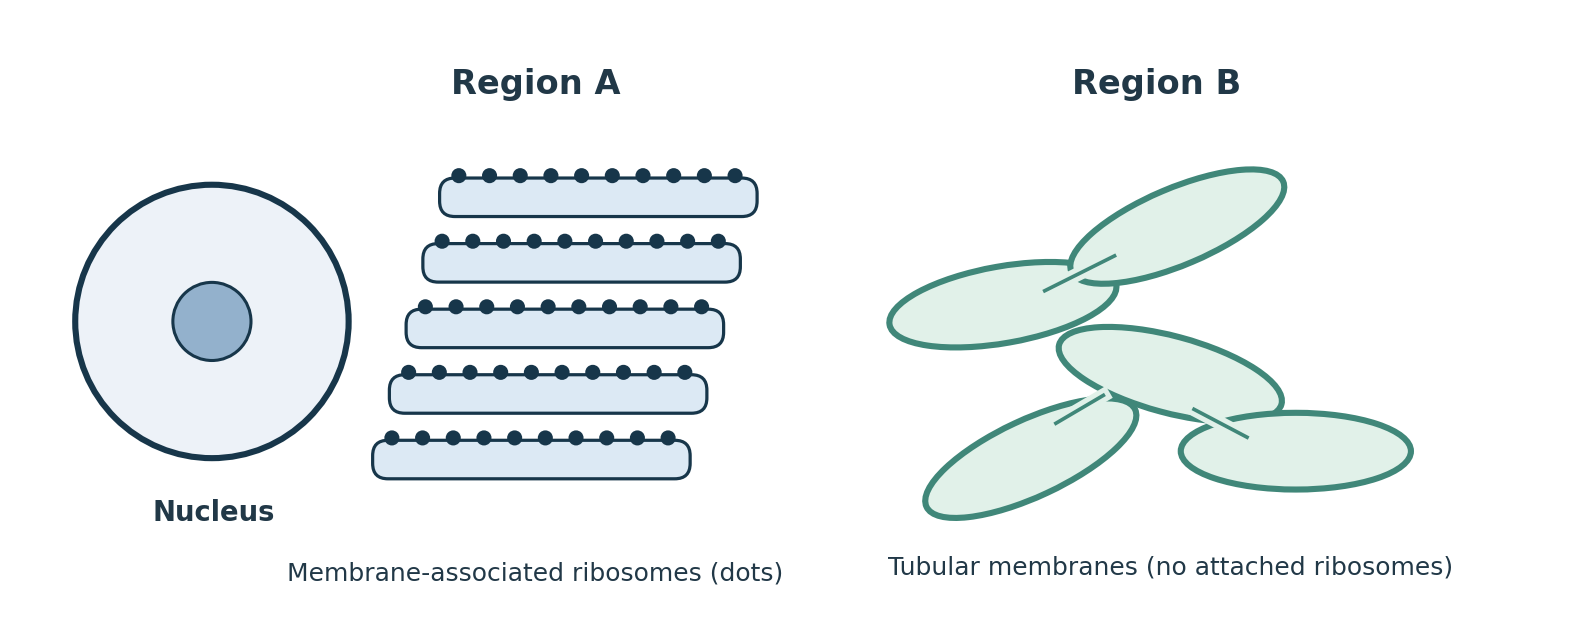 Region A
Region B
Nucleus
Membrane-associated ribosomes (dots)
Tubular membranes (no attached ribosomes)